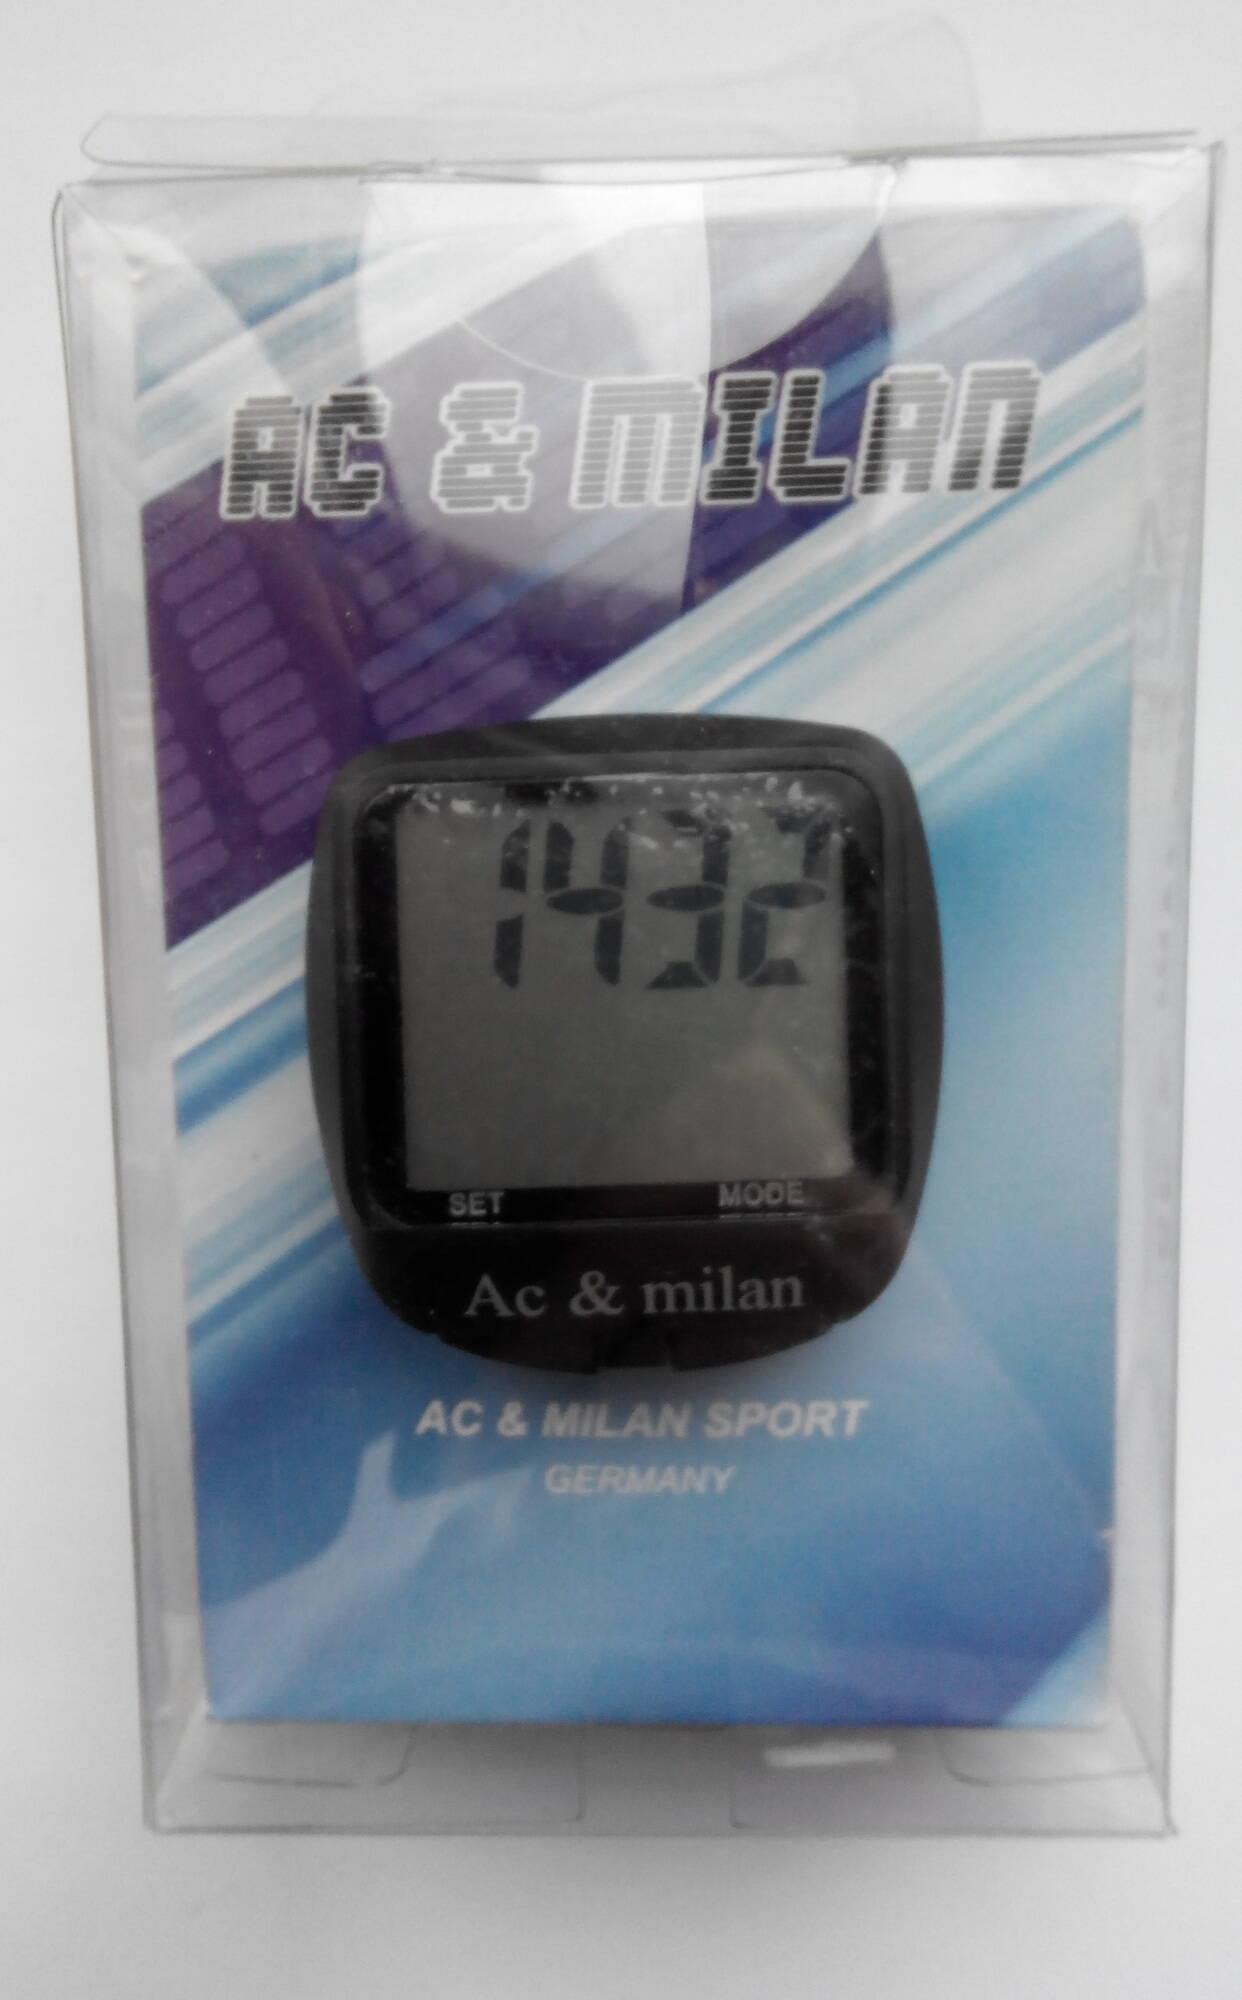 AC & MILAN
1432
SET MODE
Ac & milan
AC & MILAN SPORT
GERMANY